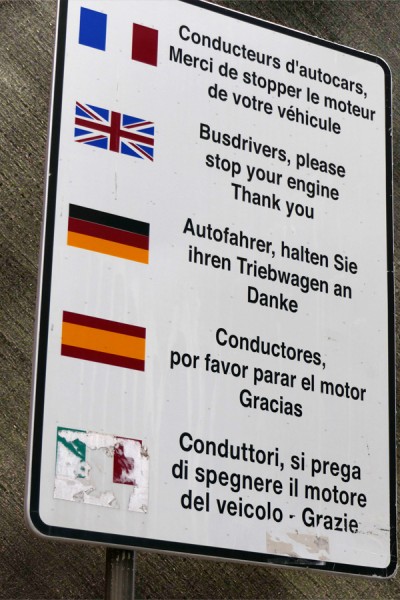 Conducteurs d'autocars,
Merci de stopper le moteur
de votre véhicule
Busdrivers, please
stop your engine
Thank you
Autofahrer, halten Sie
ihren Triebwagen an
Danke
Conductores,
por favor parar el motor
Gracias
Conduttori, si prega
di spegnere il motore
del veicolo - Grazie